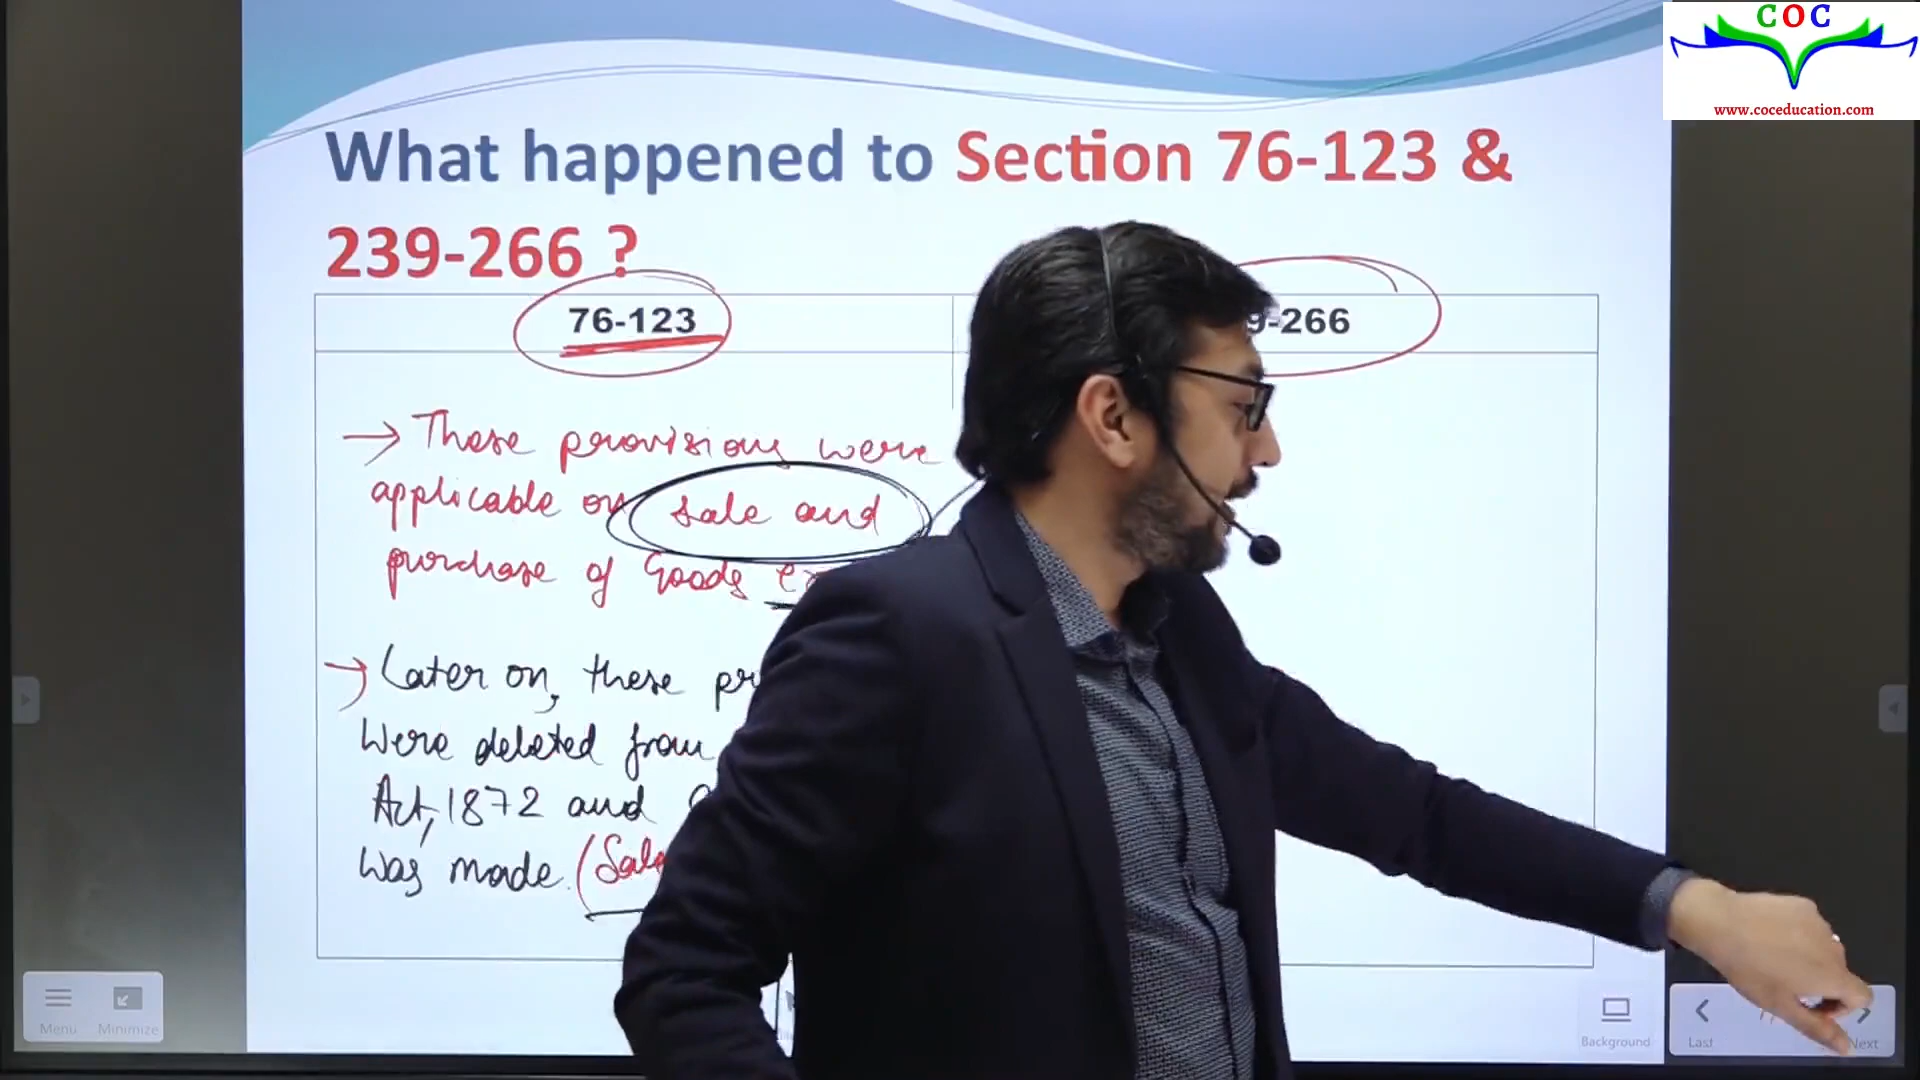 COC
www.coceducation.com
What happened to Section 76-123 &
239-266 ?
76-123
9-266
→ These provisions were
applicable on sale and
purchase of Goods
→ Later on, these
were deleted from
Act, 1872 and
was made. (Sale
Menu
Minimize
Background
Last
Next